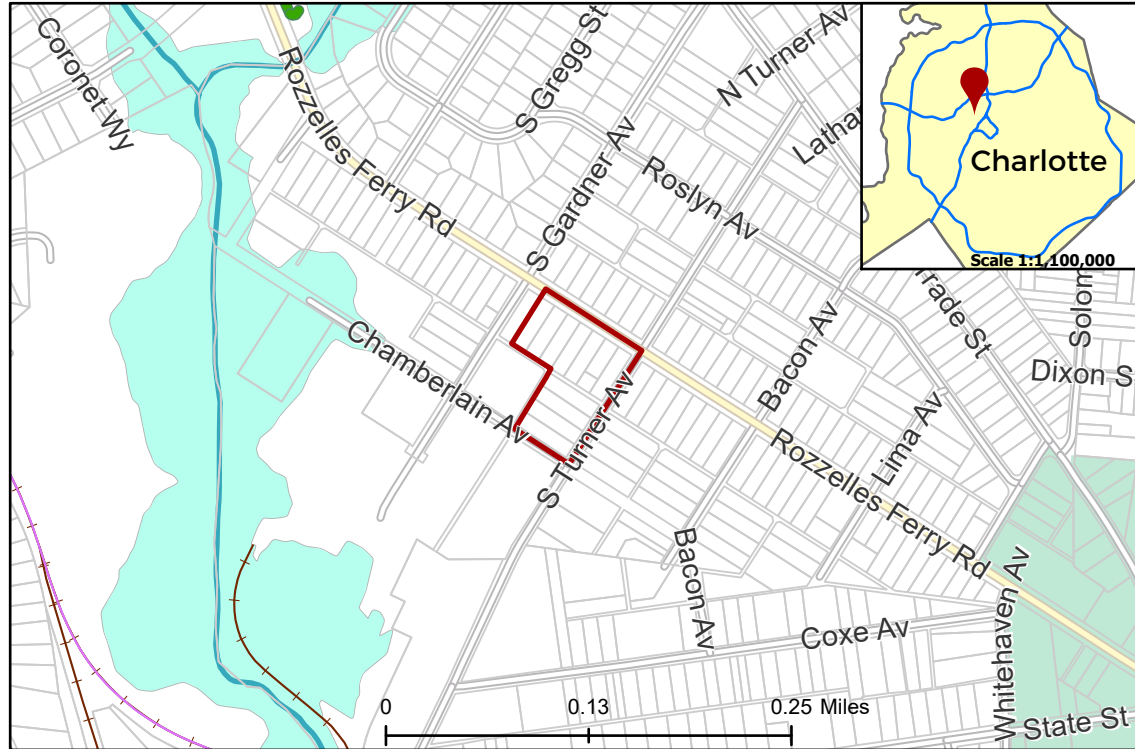 Coronet Wy
Rozzelles Ferry Rd
S Gregg St
N Turner Av
S Gardner Av
Roslyn Av
Charlotte
Scale 1:1,100,000
Chamberlain Av
S Turner Av
Bacon Av
Lima Av
Dixon S
Rozzelles Ferry Rd
Bacon Av
Coxe Av
Whitehaven Av
State St
0
0.13
0.25 Miles